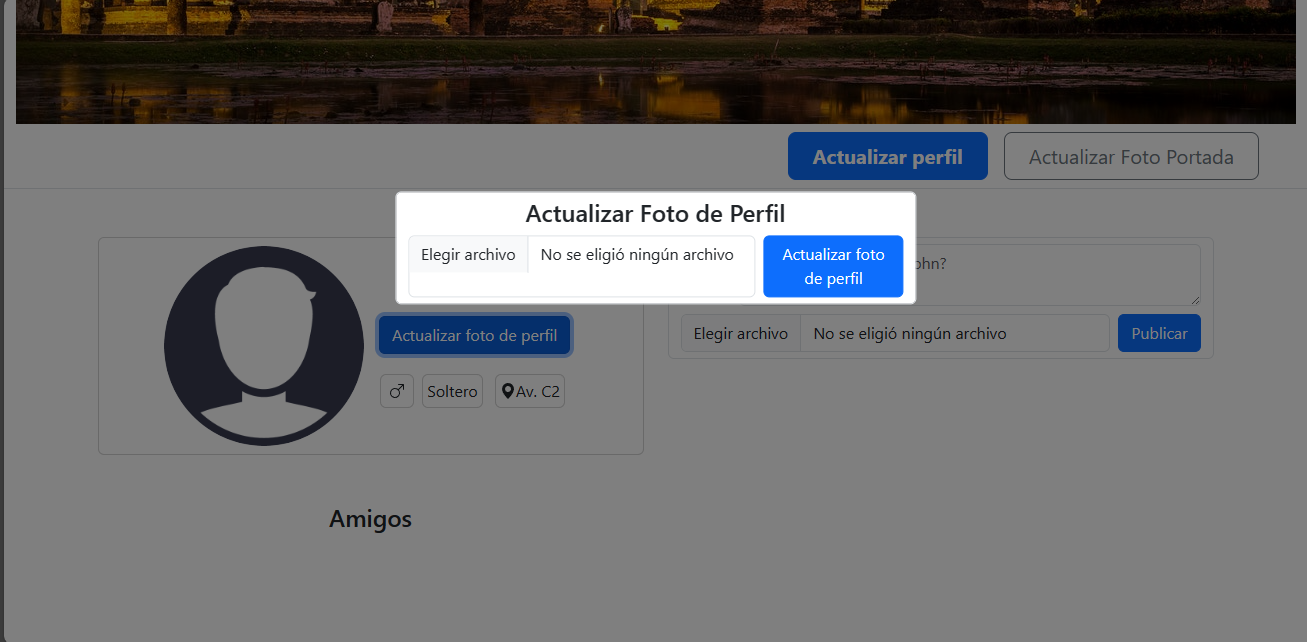 Actualizar perfil
Actualizar Foto Portada
Actualizar Foto de Perfil
Elegir archivo No se eligió ningún archivo
Actualizar foto
de perfil
ohn?
Actualizar foto de perfil
Elegir archivo No se eligió ningún archivo
Publicar
Soltero
Av. C2
Amigos